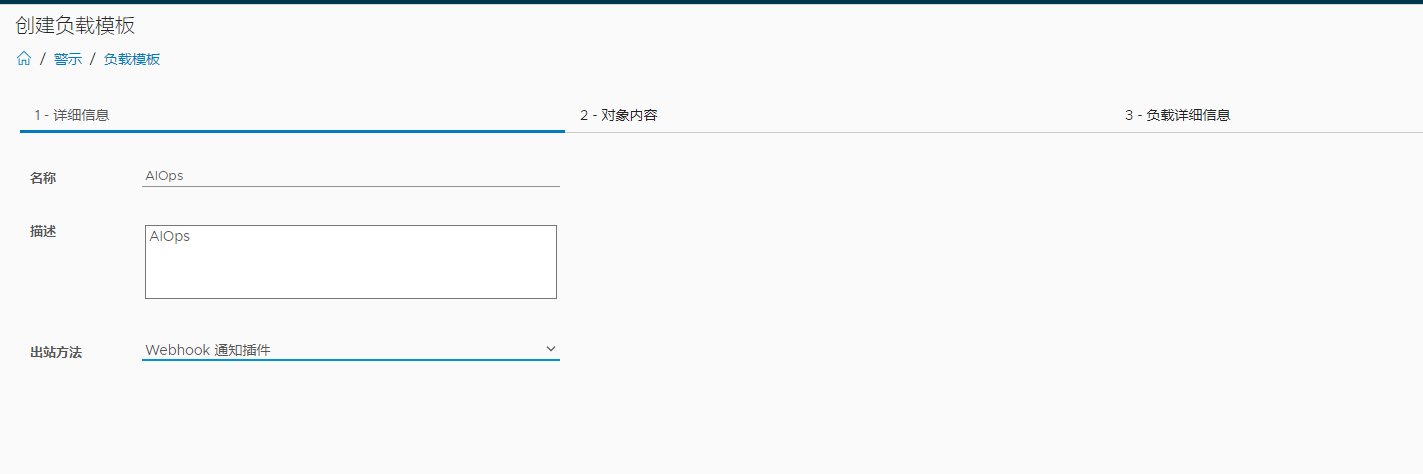 创建负载模板
/ 警示 / 负载模板
1 - 详细信息
2 - 对象内容
3 - 负载详细信息
名称 AIOps
描述 AIOps
出站方法 Webhook 通知插件